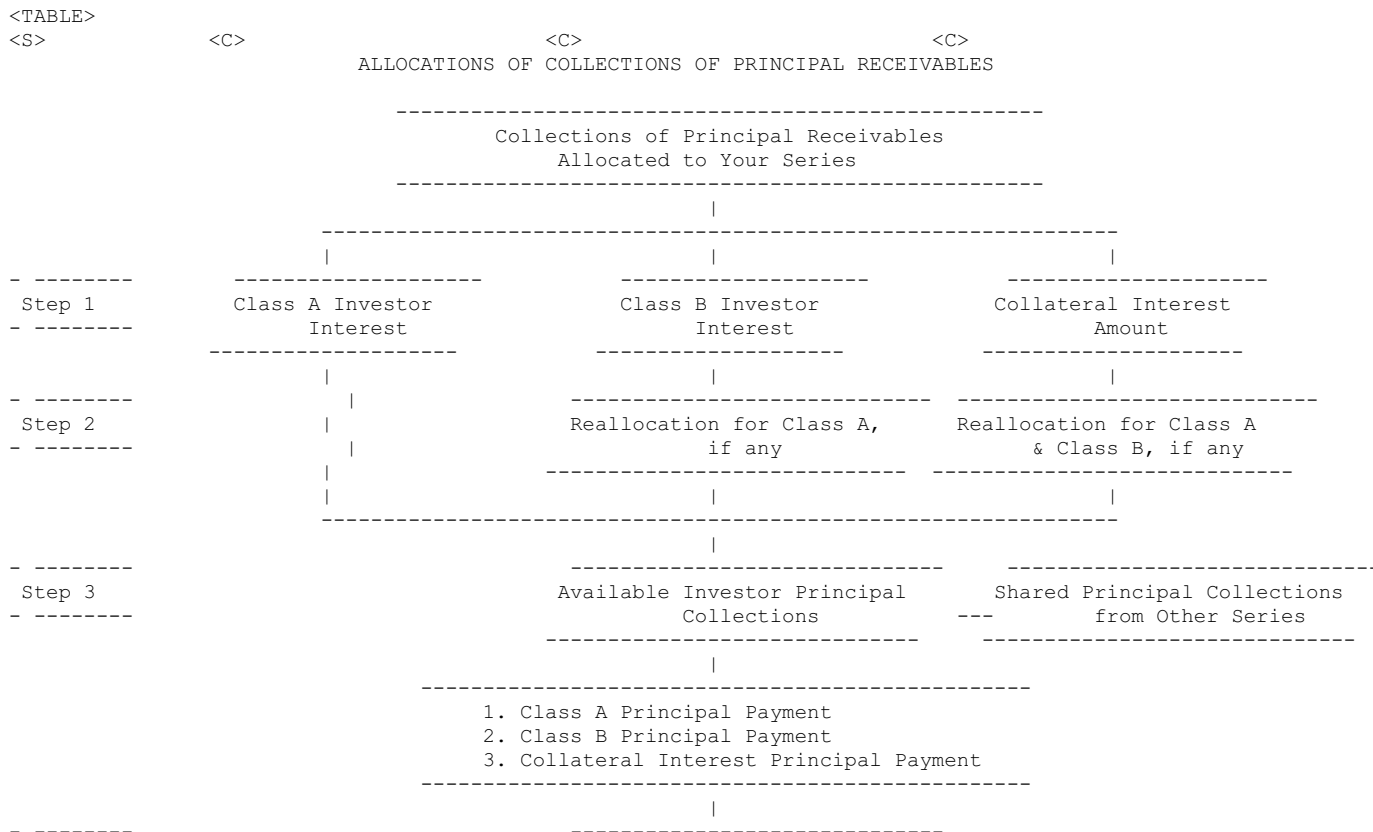 <TABLE>
<S> <C> <C> <C>
ALLOCATIONS OF COLLECTIONS OF PRINCIPAL RECEIVABLES
----------------------------------------------------
Collections of Principal Receivables
Allocated to Your Series
----------------------------------------------------
|
----------------------------------------------------------------
| | |
- -------- -------------------- -------------------- ---------------------
Step 1 Class A Investor Class B Investor Collateral Interest
- -------- Interest Interest Amount
-------------------- -------------------- ---------------------
| | |
- -------- | ----------------------------- -----------------------------
Step 2 | Reallocation for Class A, Reallocation for Class A
- -------- | if any & Class B, if any
| ----------------------------- -----------------------------
| | |
----------------------------------------------------------------
|
- -------- ------------------------------ ------------------------------
Step 3 Available Investor Principal Shared Principal Collections
- -------- Collections --- from Other Series
------------------------------ ------------------------------
|
-------------------------------------------------
1. Class A Principal Payment
2. Class B Principal Payment
3. Collateral Interest Principal Payment
-------------------------------------------------
|
- -------- ------------------------------